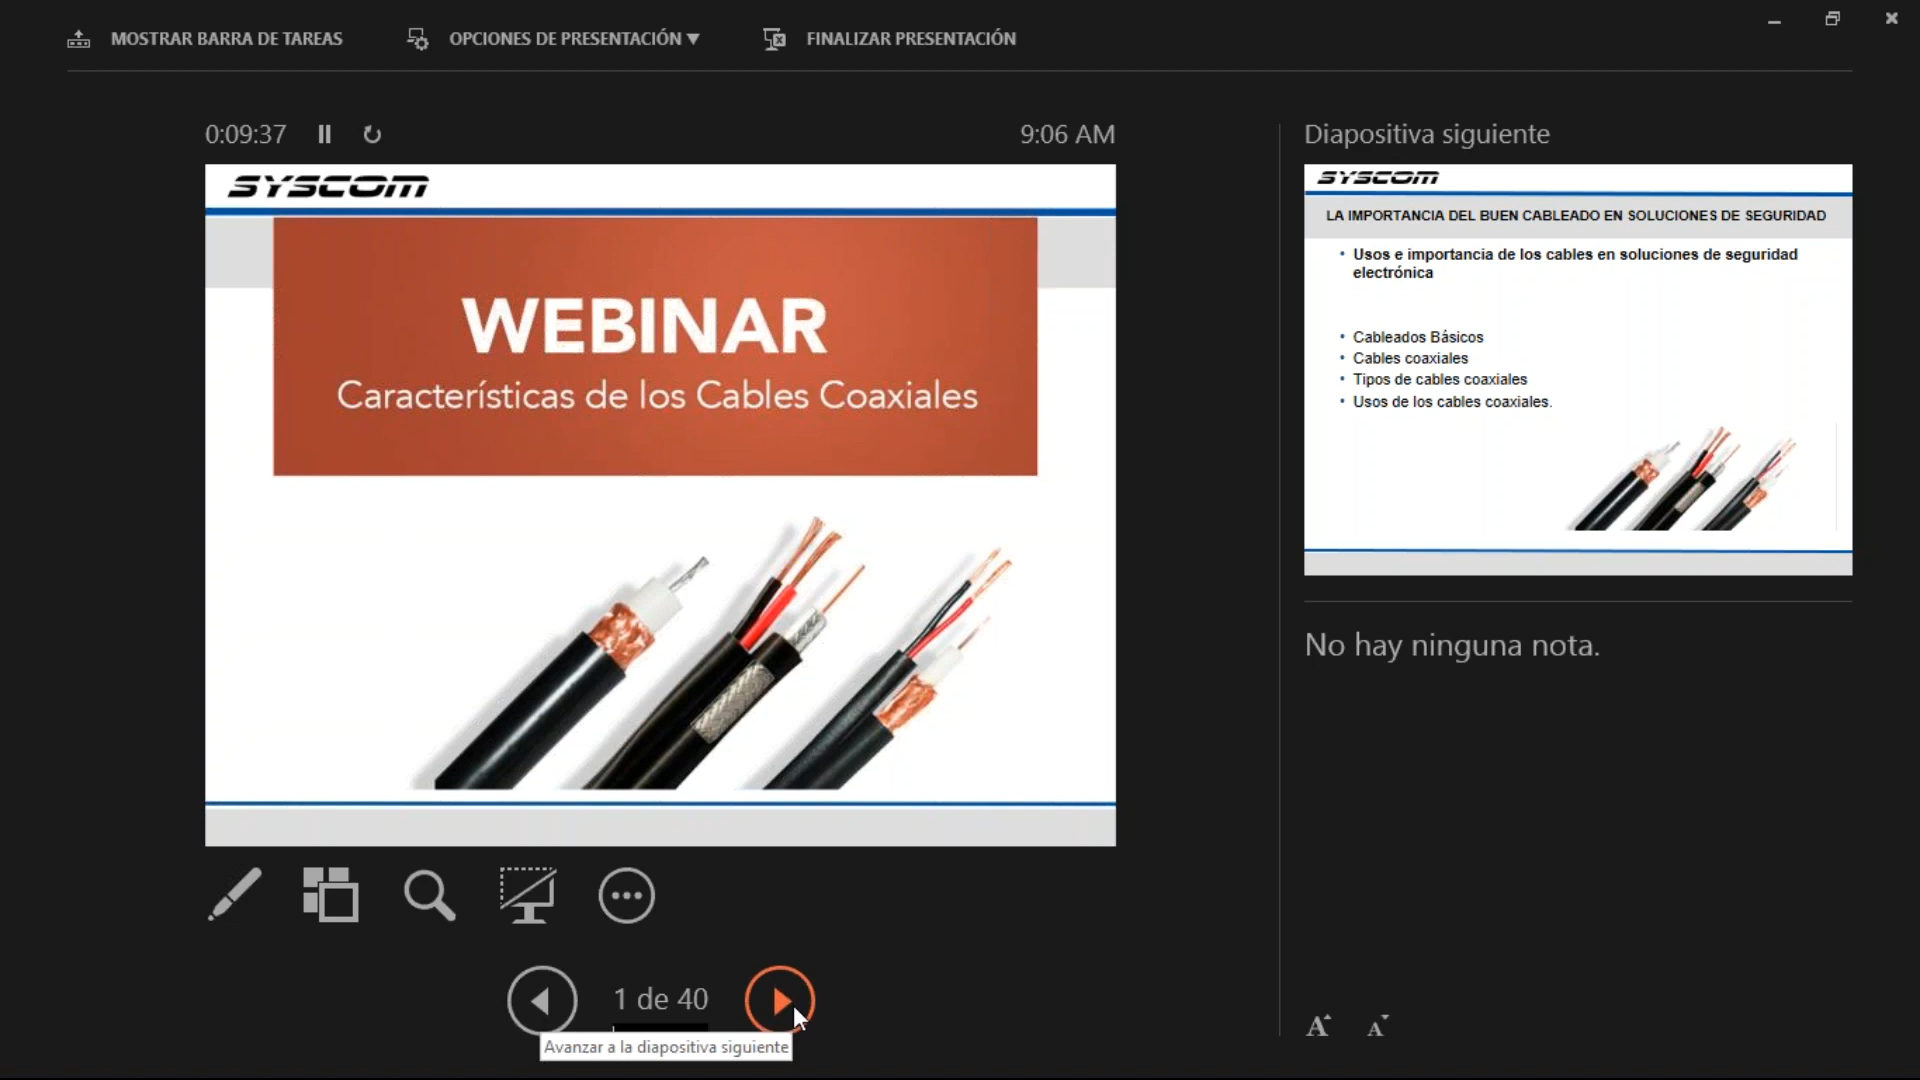 MOSTRAR BARRA DE TAREAS
OPCIONES DE PRESENTACIÓN
FINALIZAR PRESENTACIÓN
0:09:37
9:06 AM
SYSCOM
WEBINAR
Características de los Cables Coaxiales
1 de 40
Avanzar a la diapositiva siguiente
Diapositiva siguiente
SYSCOM
LA IMPORTANCIA DEL BUEN CABLEADO EN SOLUCIONES DE SEGURIDAD
• Usos e importancia de los cables en soluciones de seguridad
electrónica
• Cableados Básicos
• Cables coaxiales
• Tipos de cables coaxiales
• Usos de los cables coaxiales.
No hay ninguna nota.
A A